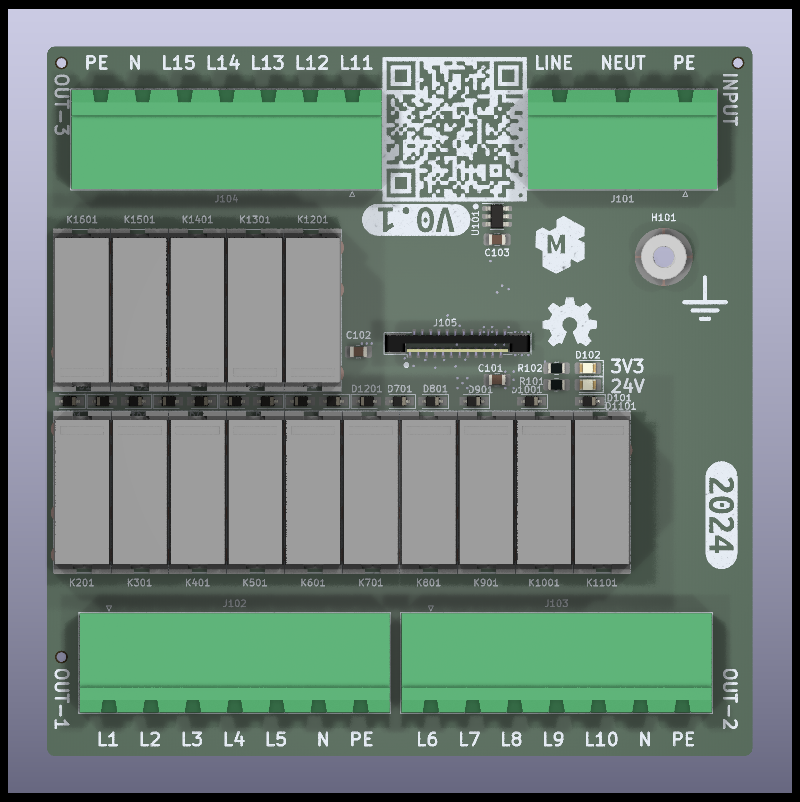 PE N L15 L14 L13 L12 L11
LINE NEUT PE
OUT-3
INPUT
J104
J101
K1601 K1501 K1401 K1301 K1201
V0.1
U101
C103
M
H101
J105
C102
C101
R102
D102
3V3
R101
24V
D1201 D701 D801 D901 D1001
D101
D1101
2024
K201 K301 K401 K501 K601 K701 K801 K901 K1001 K1101
J102
J103
OUT-1
OUT-2
L1 L2 L3 L4 L5 N PE
L6 L7 L8 L9 L10 N PE